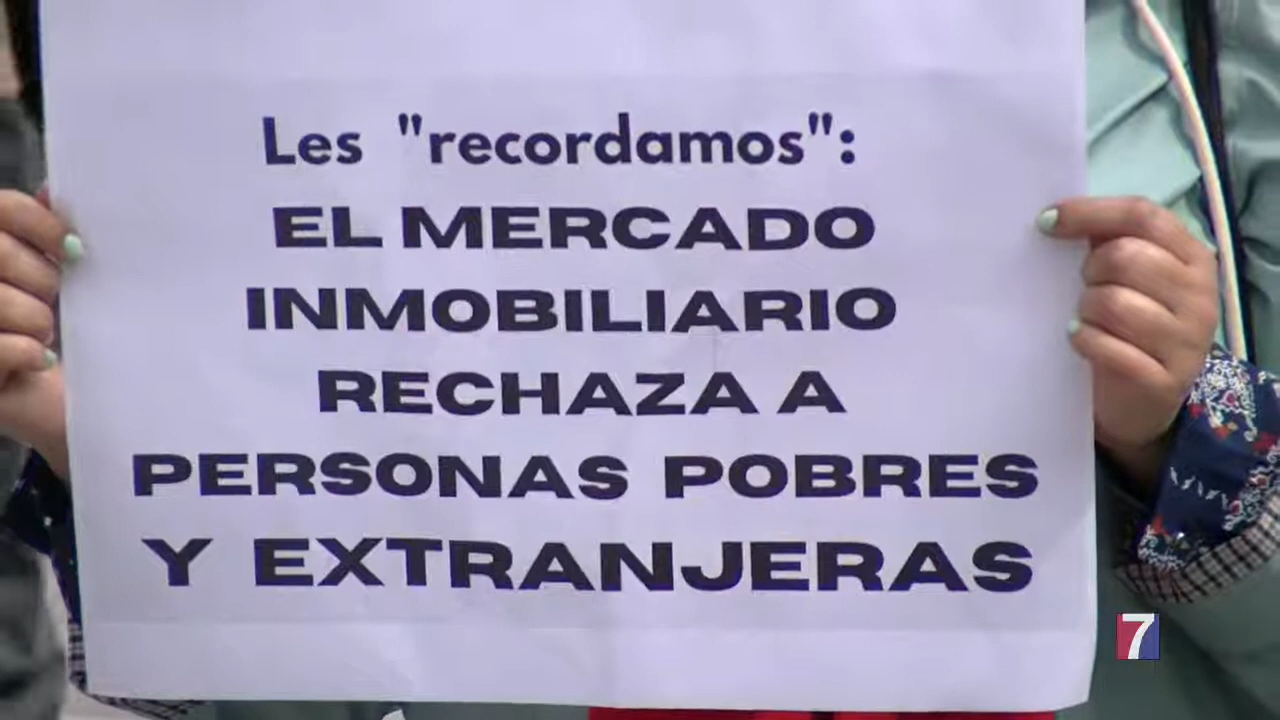 Les "recordamos":
EL MERCADO
INMOBILIARIO
RECHAZA A
PERSONAS POBRES
Y EXTRANJERAS
7